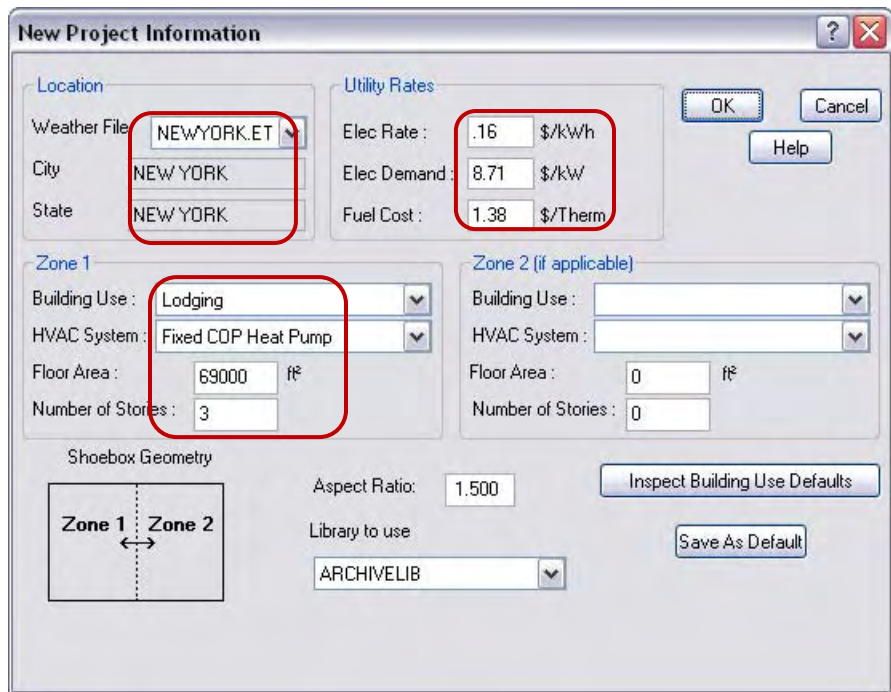 New Project Information
Location
Weather File NEWYORK.ET
City NEW YORK
State NEW YORK
Utility Rates
Elec Rate : .16 $/kWh
Elec Demand : 8.71 $/kW
Fuel Cost : 1.38 $/Therm
OK Cancel
Help
Zone 1
Building Use : Lodging
HVAC System : Fixed COP Heat Pump
Floor Area : 69000 ft²
Number of Stories : 3
Zone 2 (if applicable)
Building Use :
HVAC System :
Floor Area : 0 ft²
Number of Stories : 0
Shoebox Geometry
Zone 1 Zone 2
Aspect Ratio: 1.500
Library to use
ARCHIVELIB
Inspect Building Use Defaults
Save As Default